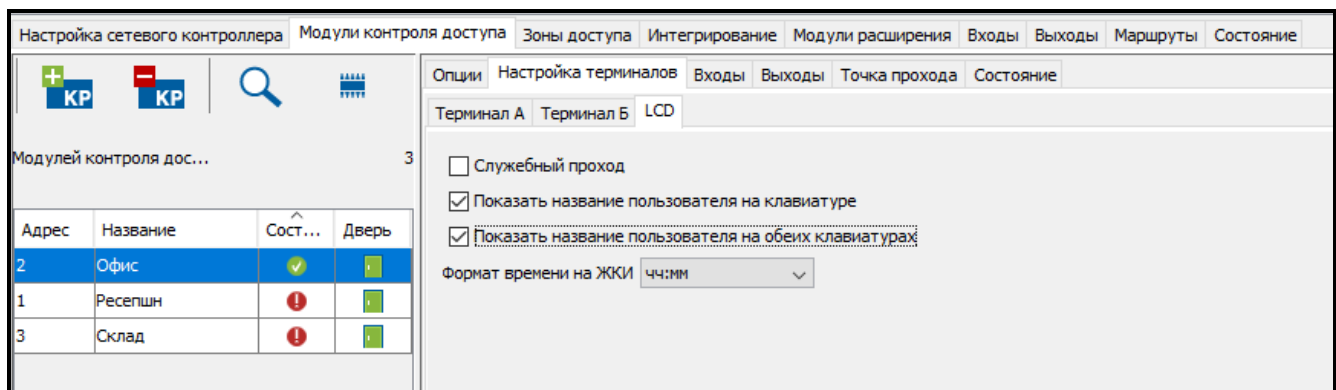 Настройка сетевого контроллера Модули контроля доступа Зоны доступа Интегрирование Модули расширения Входы Выходы Маршруты Состояние
КР КР
Модулей контроля дос... 3
Адрес Название Сост... Дверь
2 Офис
1 Ресепшн
3 Склад
Опции Настройка терминалов Входы Выходы Точка прохода Состояние
Терминал А Терминал Б LCD
Служебный проход
Показать название пользователя на клавиатуре
Показать название пользователя на обеих клавиатурах
Формат времени на ЖКИ чч:мм